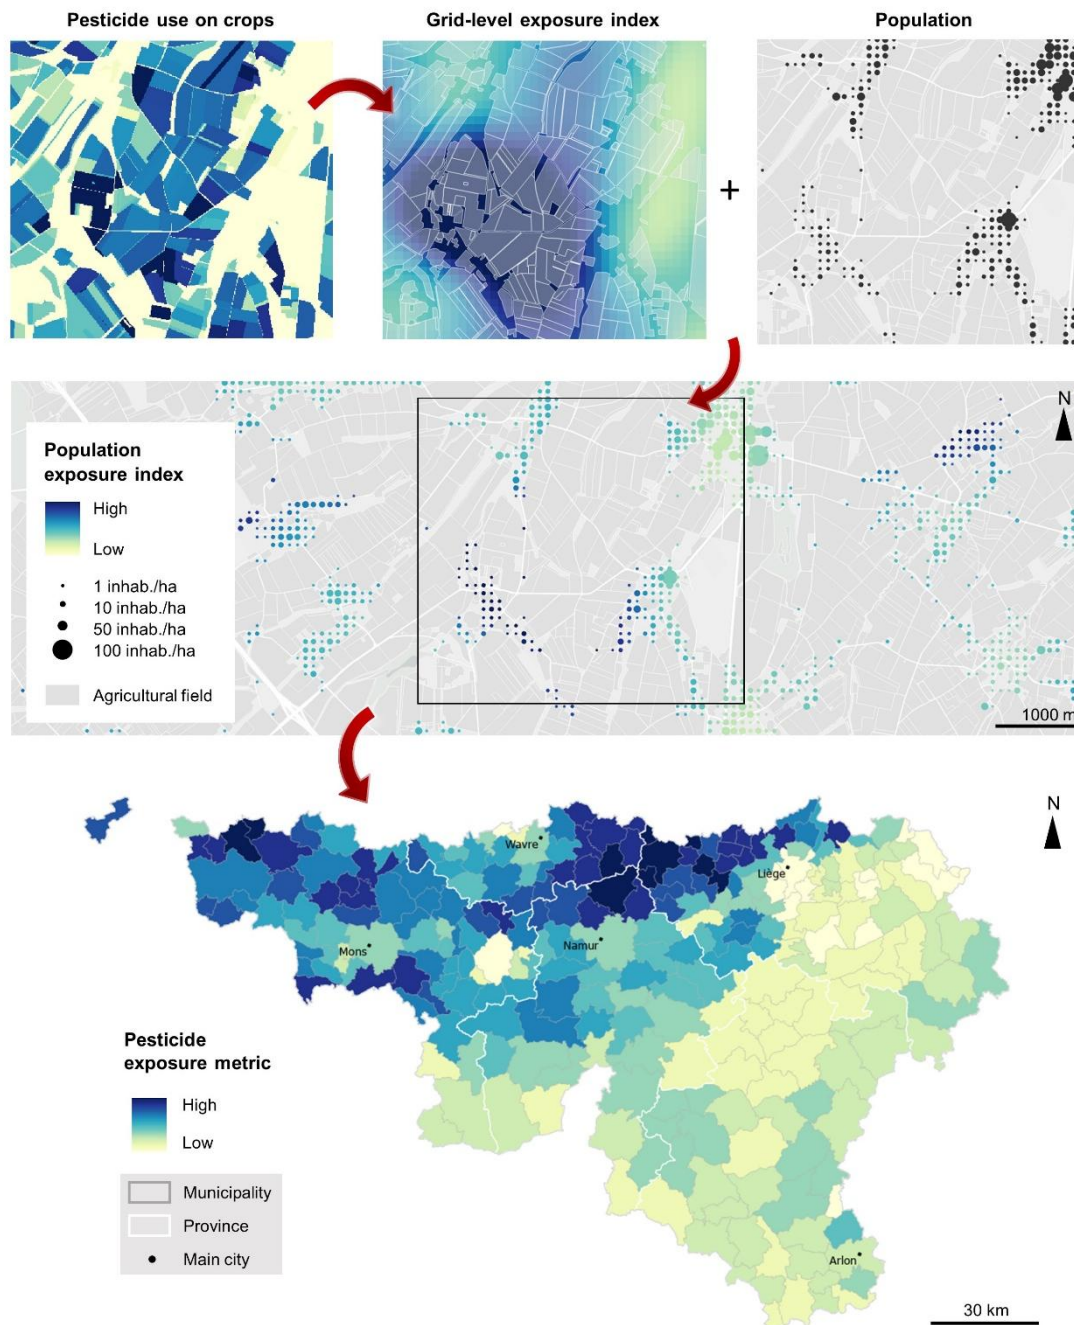 Pesticide use on crops
Grid-level exposure index
Population
+
N
Population
exposure index
High
Low
1 inhab./ha
10 inhab./ha
50 inhab./ha
100 inhab./ha
Agricultural field
1000 m
N
Wavre
Liège
Mons
Namur
Pesticide
exposure metric
High
Low
Municipality
Province
Main city
Arlon
30 km